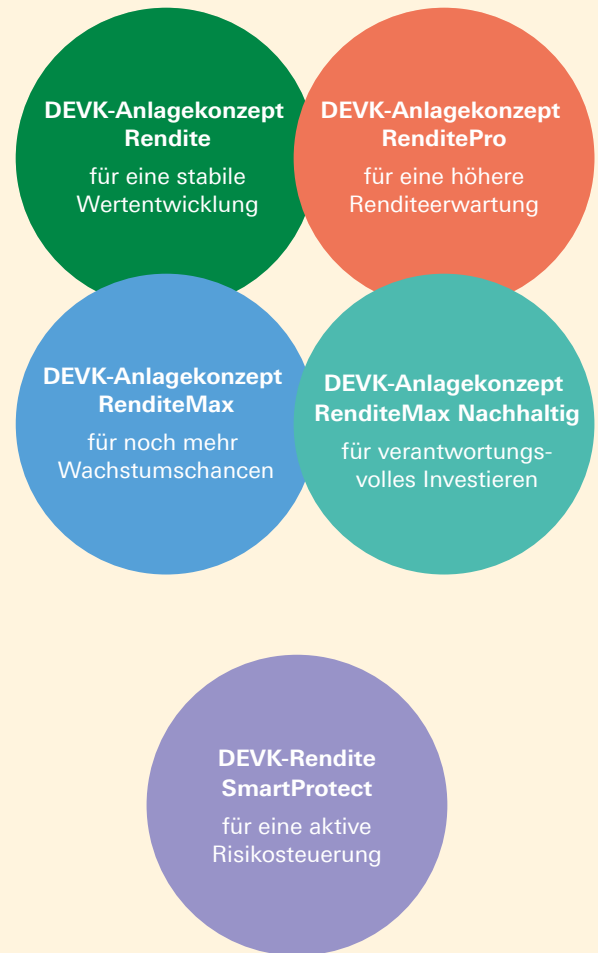 DEVK-Anlagekonzept
Rendite
für eine stabile
Wertentwicklung
DEVK-Anlagekonzept
RenditePro
für eine höhere
Renditeerwartung
DEVK-Anlagekonzept
RenditeMax
für noch mehr
Wachstumschancen
DEVK-Anlagekonzept
RenditeMax Nachhaltig
für verantwortungs-
volles Investieren
DEVK-Rendite
SmartProtect
für eine aktive
Risikosteuerung